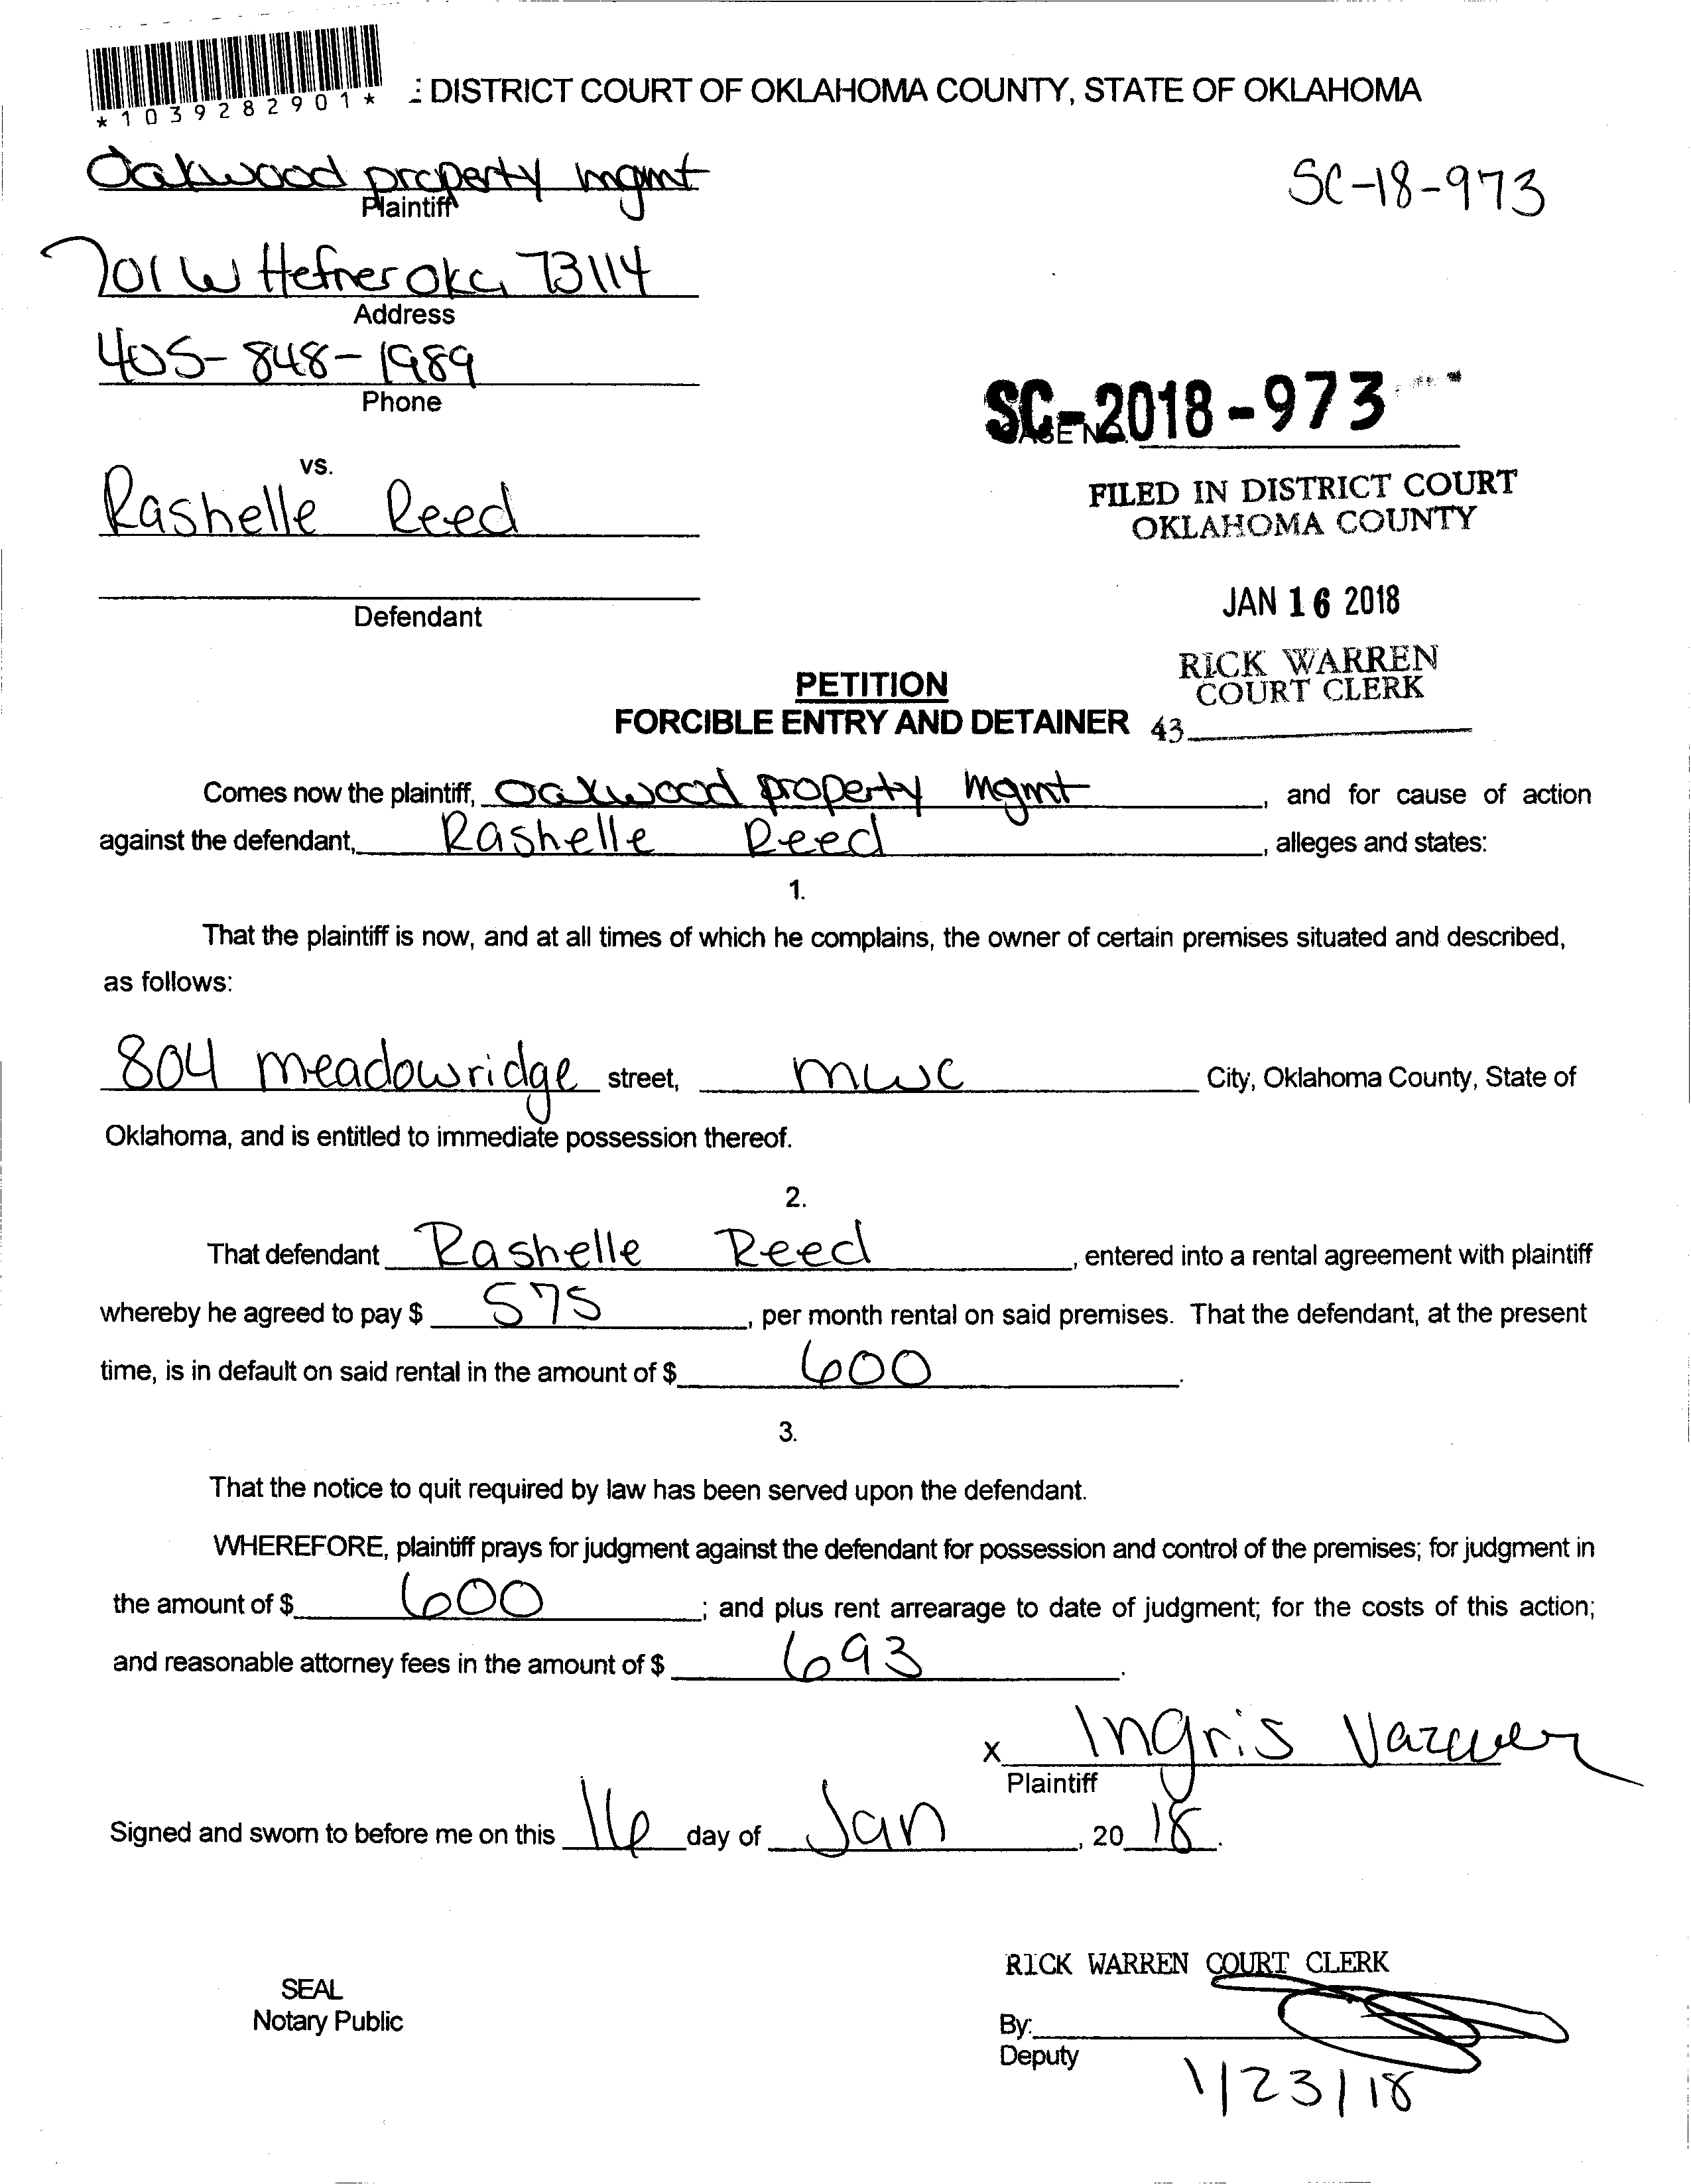 *1039282901*
: DISTRICT COURT OF OKLAHOMA COUNTY, STATE OF OKLAHOMA
Oakwood property mgmt
Plaintiff
SC-18-973
701 W Hefner OKC, 73114
Address
405-848-1989
Phone
SC-2018-973
vs.
Rashelle Reed
FILED IN DISTRICT COURT
OKLAHOMA COUNTY
Defendant
JAN 16 2018
RICK WARREN
COURT CLERK
43
PETITION
FORCIBLE ENTRY AND DETAINER
Comes now the plaintiff, Oakwood property mgmt, and for cause of action
against the defendant, Rashelle Reed, alleges and states:
1.
That the plaintiff is now, and at all times of which he complains, the owner of certain premises situated and described,
as follows:
804 meadowridge street, mwc City, Oklahoma County, State of
Oklahoma, and is entitled to immediate possession thereof.
2.
That defendant Rashelle Reed, entered into a rental agreement with plaintiff
whereby he agreed to pay $ 575, per month rental on said premises. That the defendant, at the present
time, is in default on said rental in the amount of $ 600.
3.
That the notice to quit required by law has been served upon the defendant.
WHEREFORE, plaintiff prays for judgment against the defendant for possession and control of the premises; for judgment in
the amount of $ 600; and plus rent arrearage to date of judgment; for the costs of this action;
and reasonable attorney fees in the amount of $ 693.
x Ingris
Plaintiff
Signed and sworn to before me on this 16 day of Jan, 20 18.
RICK WARREN COURT CLERK
SEAL
Notary Public
By:
Deputy
1/23/18